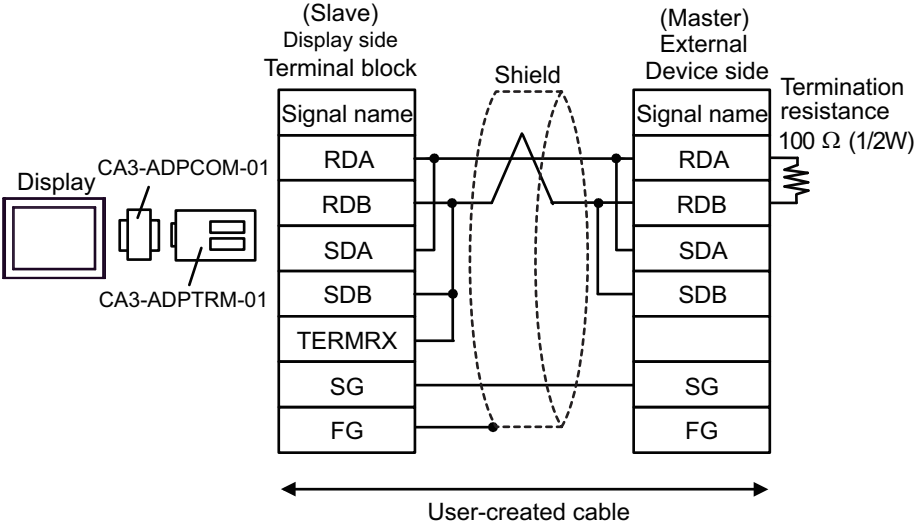 (Slave)
Display side
Terminal block
(Master)
External
Device side
Shield
Termination
resistance
100 Ω (1/2W)
Signal name
RDA
RDB
SDA
SDB
TERMRX
SG
FG
Signal name
RDA
RDB
SDA
SDB
SG
FG
Display
CA3-ADPCOM-01
CA3-ADPTRM-01
User-created cable